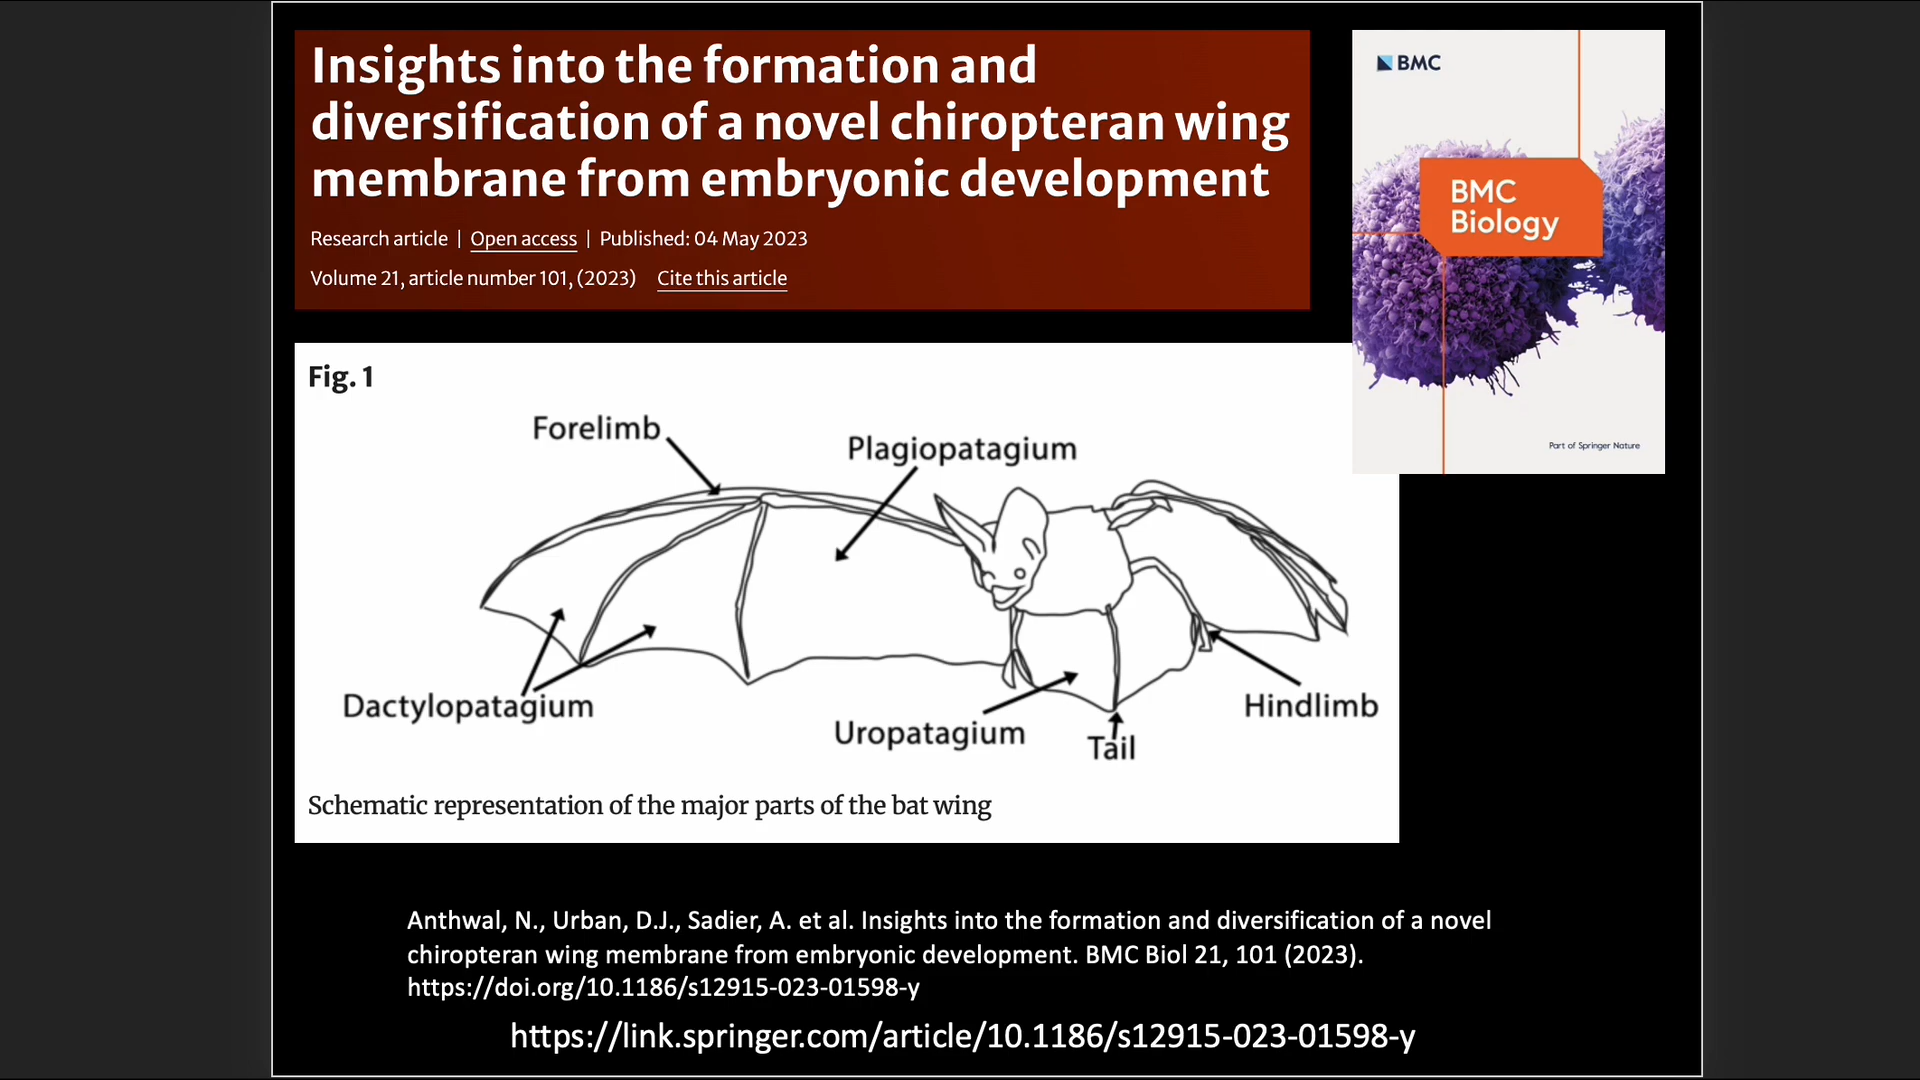 Insights into the formation and
diversification of a novel chiropteran wing
membrane from embryonic development
Research article | Open access | Published: 04 May 2023
Volume 21, article number 101, (2023) Cite this article
BMC
BMC
Biology
Part of Springer Nature
Fig. 1
Forelimb
Plagiopatagium
Dactylopatagium
Uropatagium
Tail
Hindlimb
Schematic representation of the major parts of the bat wing
Anthwal, N., Urban, D.J., Sadier, A. et al. Insights into the formation and diversification of a novel
chiropteran wing membrane from embryonic development. BMC Biol 21, 101 (2023).
https://doi.org/10.1186/s12915-023-01598-y
https://link.springer.com/article/10.1186/s12915-023-01598-y